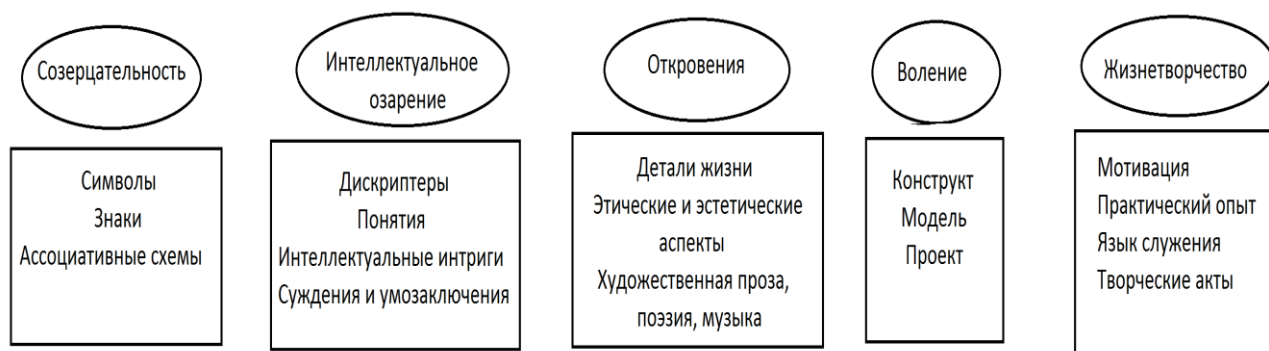 Созерцательность
Интеллектуальное
озарение
Откровения
Воление
Жизнетворчество
Символы
Знаки
Ассоциативные схемы
Дискриптеры
Понятия
Интеллектуальные интриги
Суждения и умозаключения
Детали жизни
Этические и эстетические
аспекты
Художественная проза,
поэзия, музыка
Конструкт
Модель
Проект
Мотивация
Практический опыт
Язык служения
Творческие акты